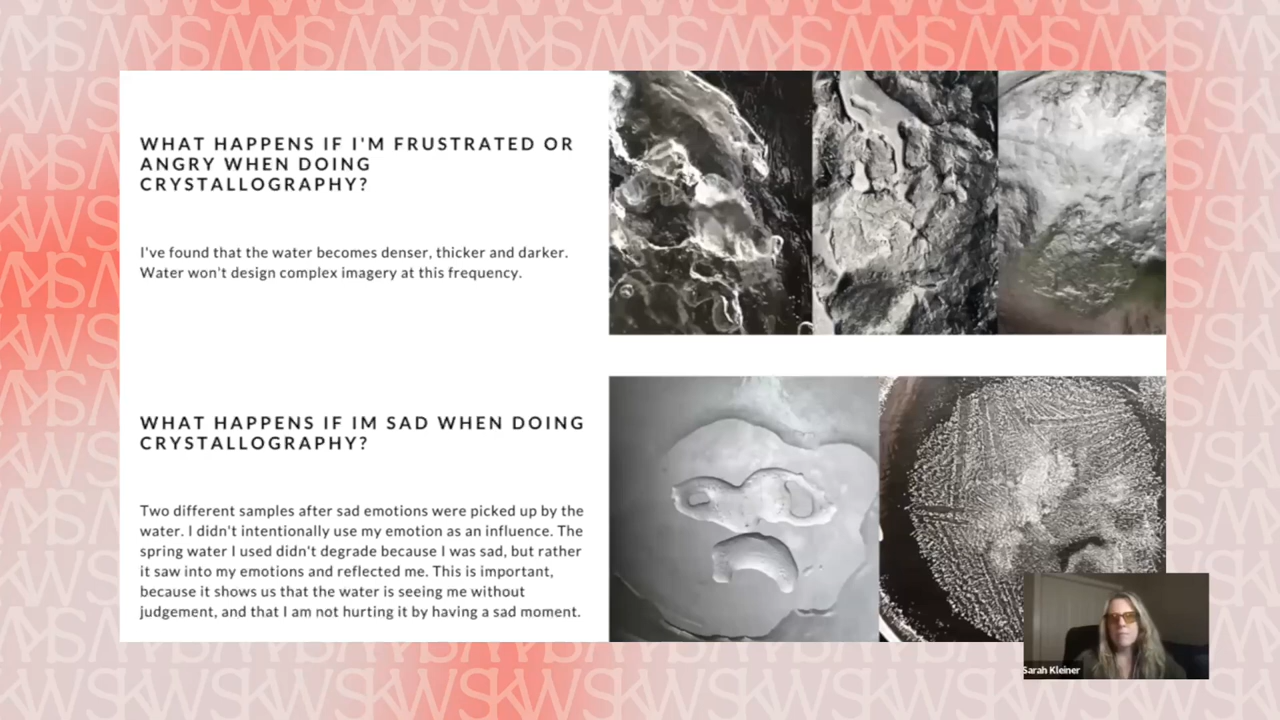 WHAT HAPPENS IF I'M FRUSTRATED OR
ANGRY WHEN DOING
CRYSTALLOGRAPHY?
I've found that the water becomes denser, thicker and darker.
Water won't design complex imagery at this frequency.
WHAT HAPPENS IF IM SAD WHEN DOING
CRYSTALLOGRAPHY?
Two different samples after sad emotions were picked up by the
water. I didn't intentionally use my emotion as an influence. The
spring water I used didn't degrade because I was sad, but rather
it saw into my emotions and reflected me. This is important,
because it shows us that the water is seeing me without
judgement, and that I am not hurting it by having a sad moment.
Sarah Kleiner